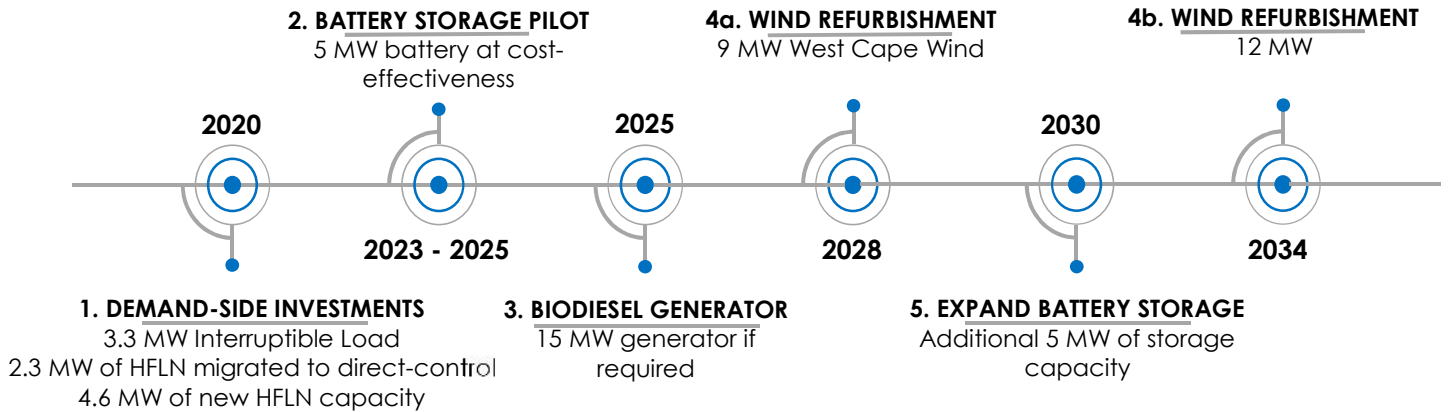 2. BATTERY STORAGE PILOT
5 MW battery at cost-
effectiveness
4a. WIND REFURBISHMENT
9 MW West Cape Wind
4b. WIND REFURBISHMENT
12 MW
2020
2025
2030
2023 - 2025
2028
2034
1. DEMAND-SIDE INVESTMENTS
3.3 MW Interruptible Load
2.3 MW of HFLN migrated to direct-control
4.6 MW of new HFLN capacity
3. BIODIESEL GENERATOR
15 MW generator if
required
5. EXPAND BATTERY STORAGE
Additional 5 MW of storage
capacity